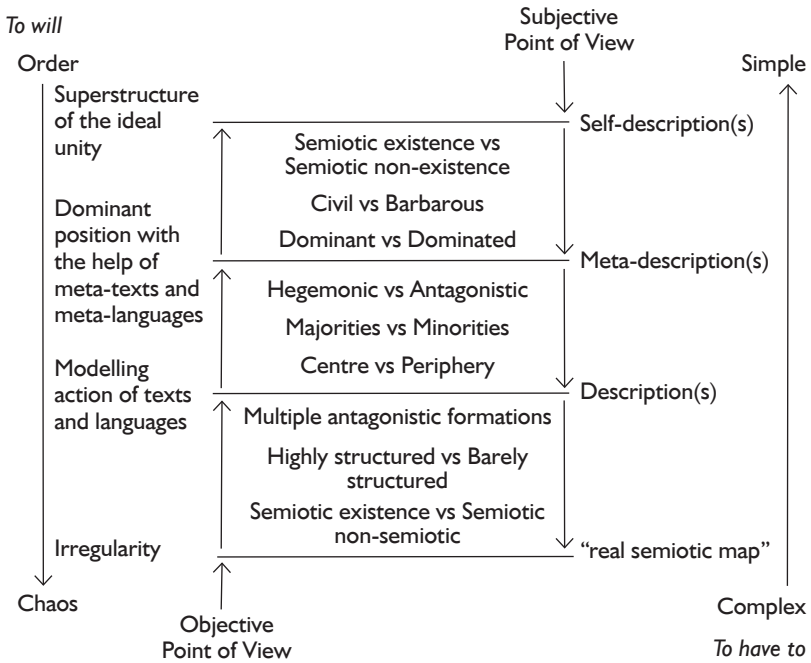 To will
Subjective
Point of View
Order
Simple
Superstructure
of the ideal
unity
Self-description(s)
Semiotic existence vs
Semiotic non-existence
Civil vs Barbarous
Dominant vs Dominated
Dominant
position with
the help of
meta-texts and
meta-languages
Meta-description(s)
Hegemonic vs Antagonistic
Majorities vs Minorities
Centre vs Periphery
Modelling
action of texts
and languages
Description(s)
Multiple antagonistic formations
Highly structured vs Barely
structured
Semiotic existence vs Semiotic
non-semiotic
Irregularity
“real semiotic map”
Chaos
Complex
Objective
Point of View
To have to